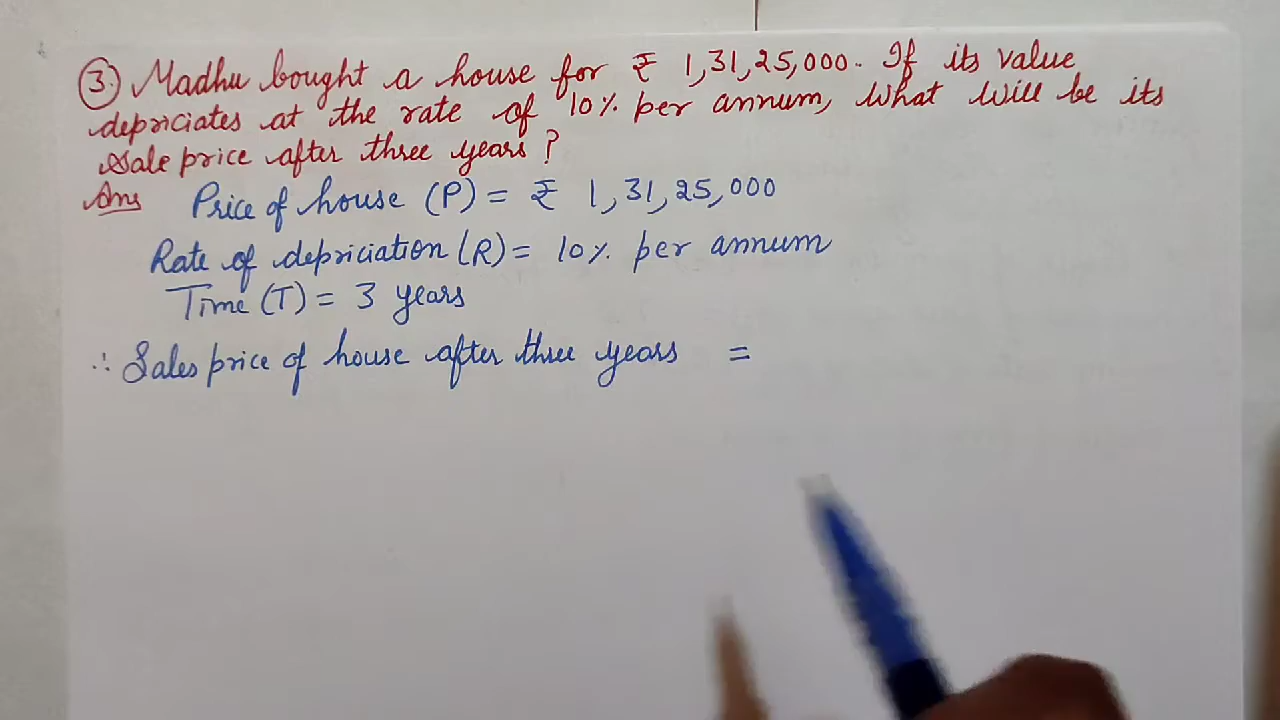 3. Madhu bought a house for ₹ 1,31,25,000. If its value
depriciates at the rate of 10% per annum, what will be its
sale price after three years?
Ans Price of house (P) = ₹ 1,31,25,000
Rate of depriciation (R) = 10% per annum
Time (T) = 3 years
∴ Sales price of house after three years =